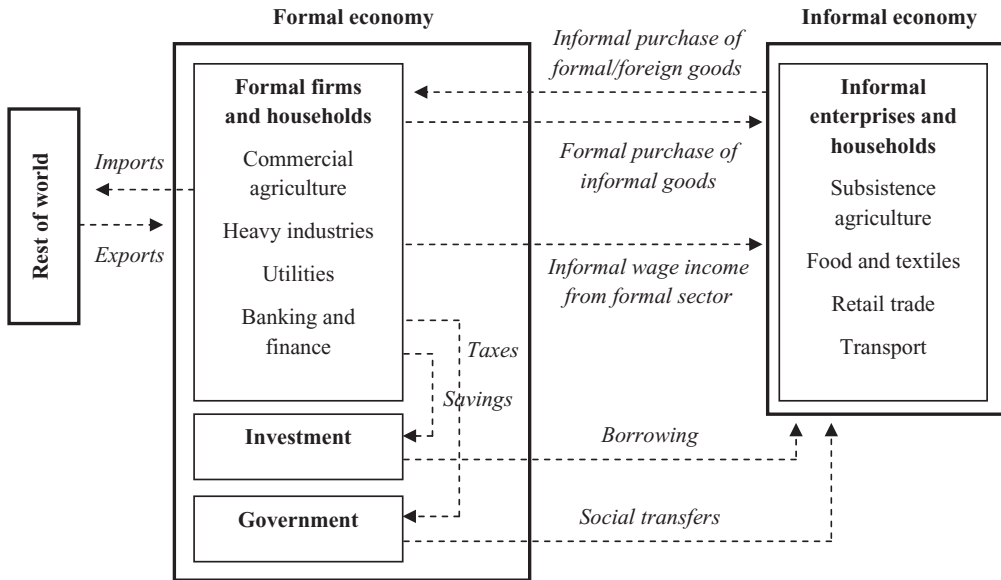 Formal economy
Informal economy
Informal purchase of
formal/foreign goods
Formal firms
and households
Commercial
agriculture
Heavy industries
Utilities
Banking and
finance
Rest of world
Imports
Exports
Formal purchase of
informal goods
Informal wage income
from formal sector
Informal
enterprises and
households
Subsistence
agriculture
Food and textiles
Retail trade
Transport
Taxes
Savings
Investment
Borrowing
Government
Social transfers